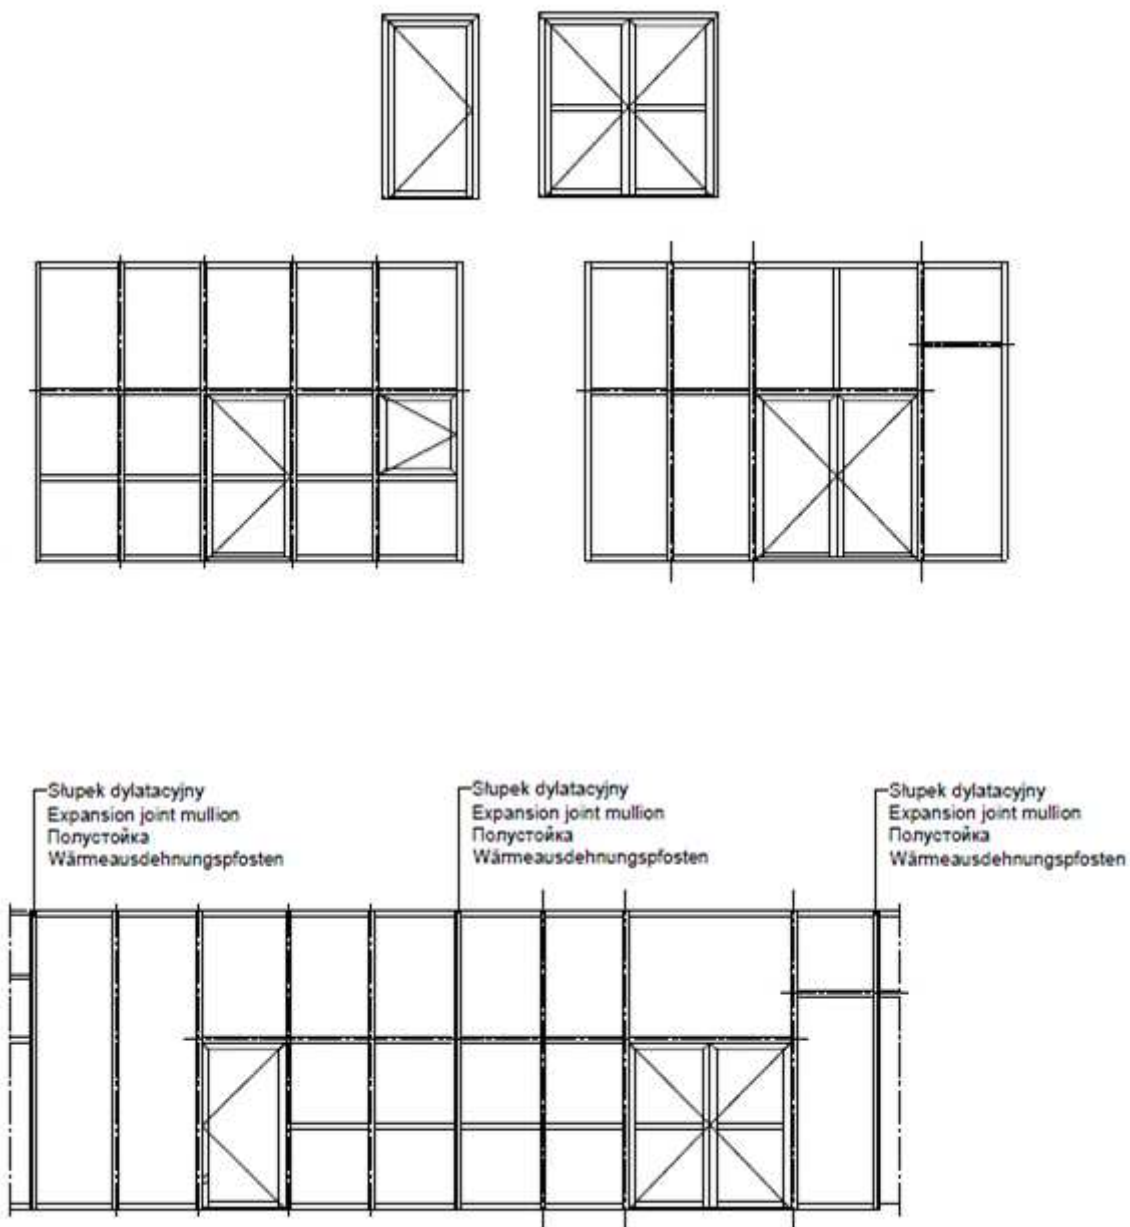 Słupek dylatacyjny
Expansion joint mullion
Полустойка
Wärmeausdehnungspfosten
Słupek dylatacyjny
Expansion joint mullion
Полустойка
Wärmeausdehnungspfosten
Słupek dylatacyjny
Expansion joint mullion
Полустойка
Wärmeausdehnungspfosten